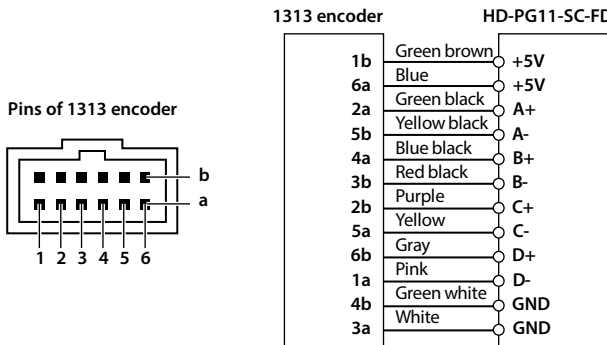 1313 encoder HD-PG11-SC-FD
1b Green brown +5V
6a Blue +5V
2a Green black A+
5b Yellow black A-
4a Blue black B+
3b Red black B-
2b Purple C+
5a Yellow C-
6b Gray D+
1a Pink D-
4b Green white GND
3a White GND
Pins of 1313 encoder
b
a
1 2 3 4 5 6